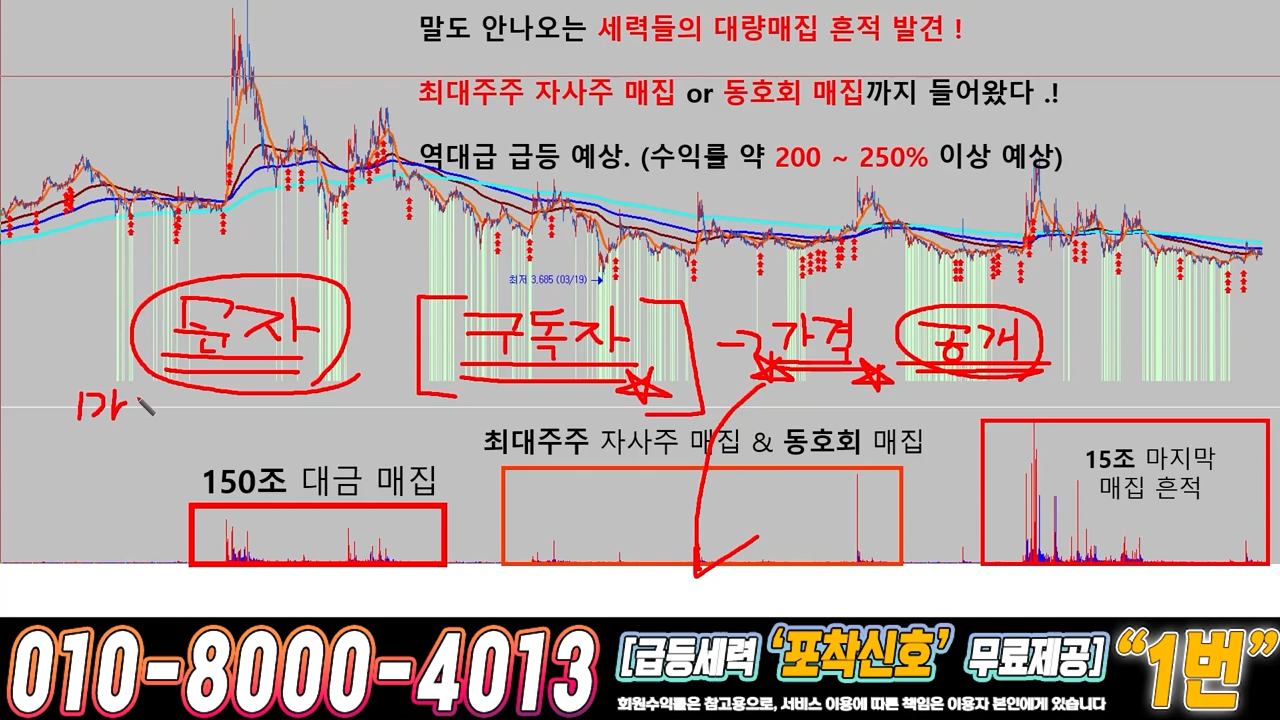 말도 안나오는 세력들의 대량매집 흔적 발견 !
최대주주 자사주 매집 or 동호회 매집까지 들어왔다 .!
역대급 급등 예상. (수익률 약 200 ~ 250% 이상 예상)
최저 3,685 (03/19)
문자
구독자
가격
공개
최대주주 자사주 매집 & 동호회 매집
150조 대금 매집
15조 마지막
매집 흔적
010-8000-4013
[급등세력 ‘포착신호’ 무료제공] “1번”
회원수익률은 참고용으로, 서비스 이용에 따른 책임은 이용자 본인에게 있습니다